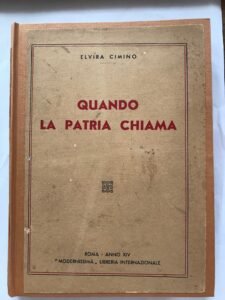 ELVIRA CIMINO
QUANDO
LA PATRIA CHIAMA
ROMA - ANNO XIV
"MODERNISSIMA„ LIBRERIA INTERNAZIONALE